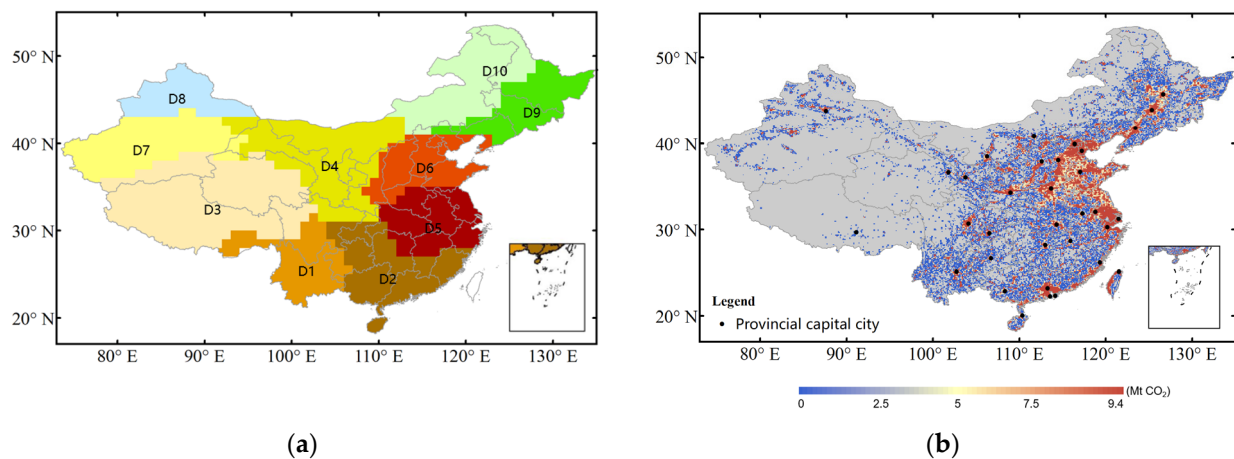 50° N
40° N
30° N
20° N
80° E 90° E 100° E 110° E 120° E 130° E
D10
D8
D9
D7
D6
D4
D3
D5
D1
D2
(a)
50° N
40° N
30° N
20° N
Legend
Provincial capital city
80° E 90° E 100° E 110° E 120° E 130° E
0 2.5 5 7.5 9.4 (Mt CO₂)
(b)